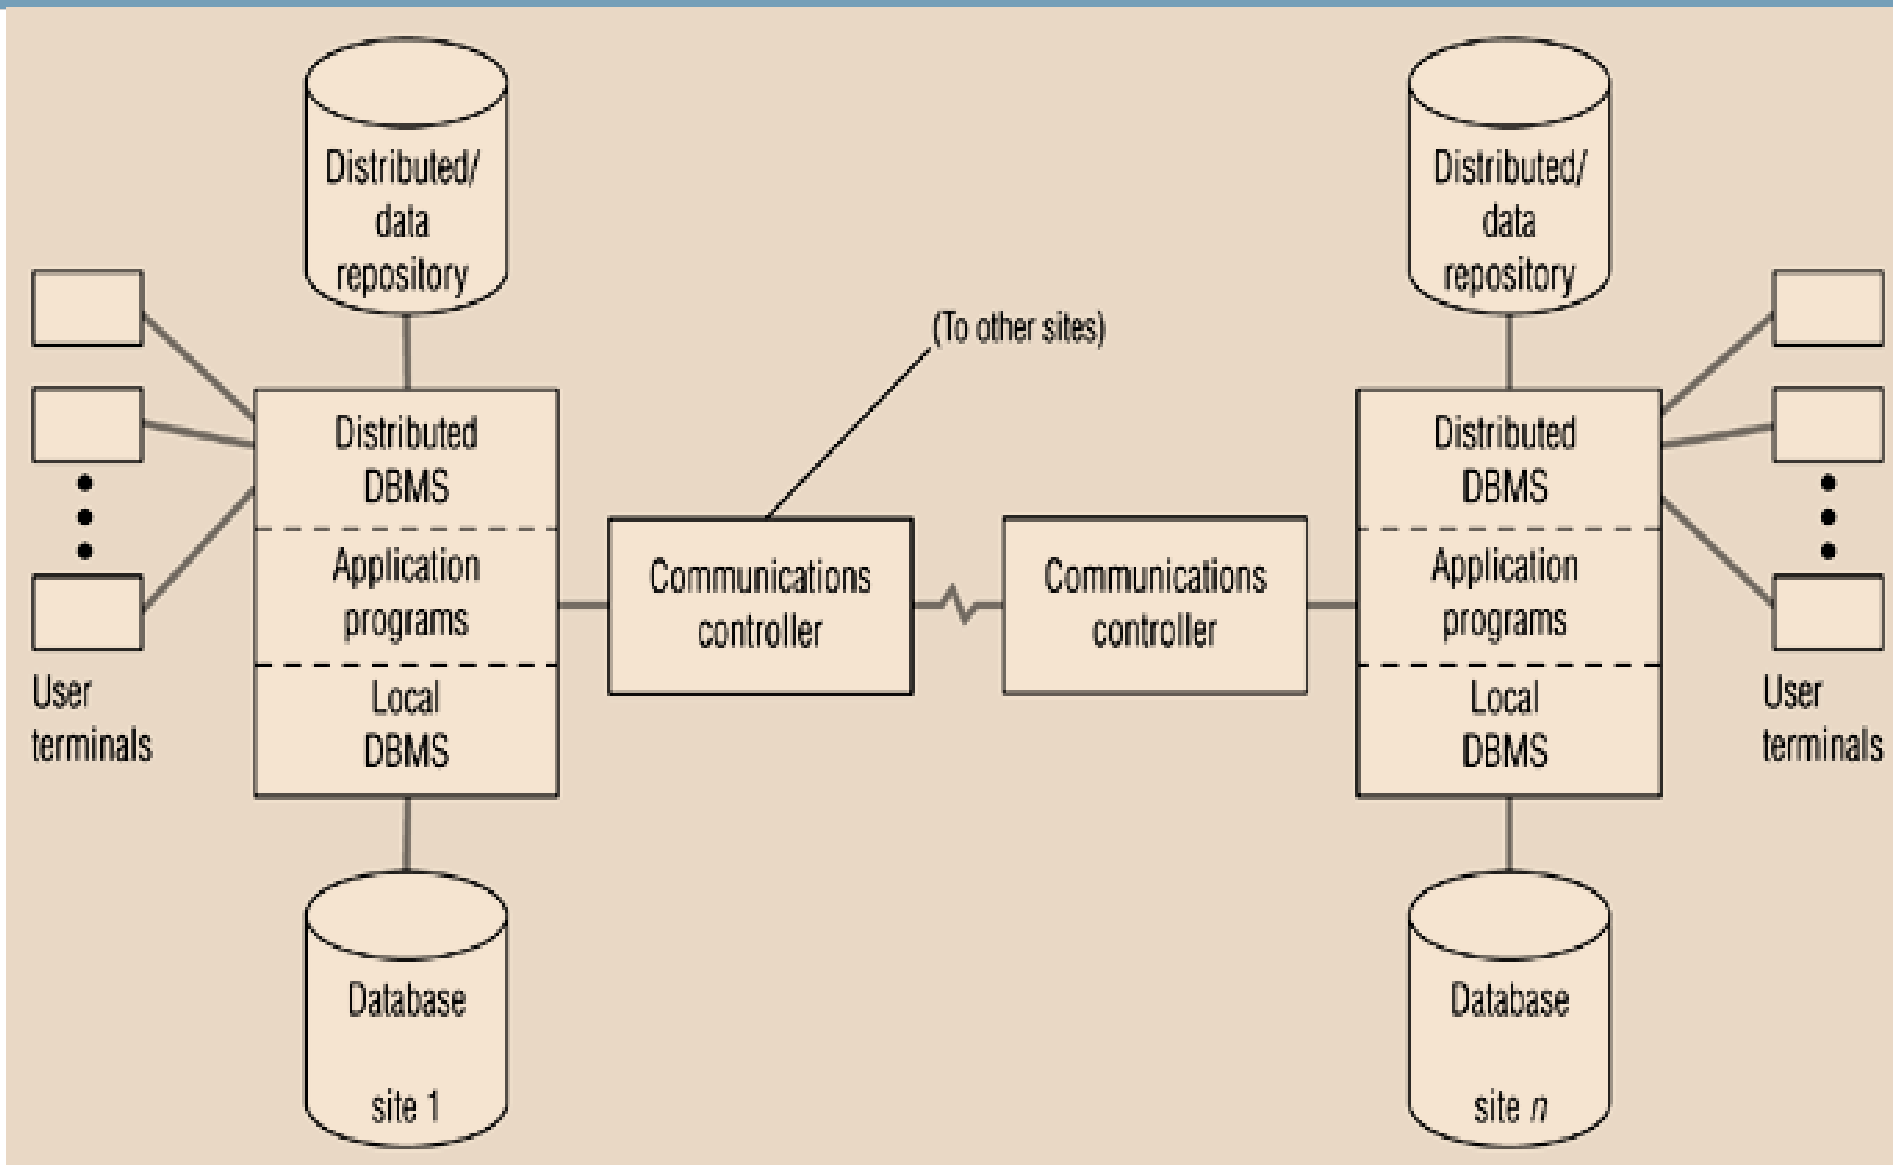 Distributed/
data
repository
Distributed/
data
repository
(To other sites)
Distributed
DBMS
Application
programs
Local
DBMS
Communications
controller
Communications
controller
Distributed
DBMS
Application
programs
Local
DBMS
User
terminals
User
terminals
Database
site 1
Database
site n